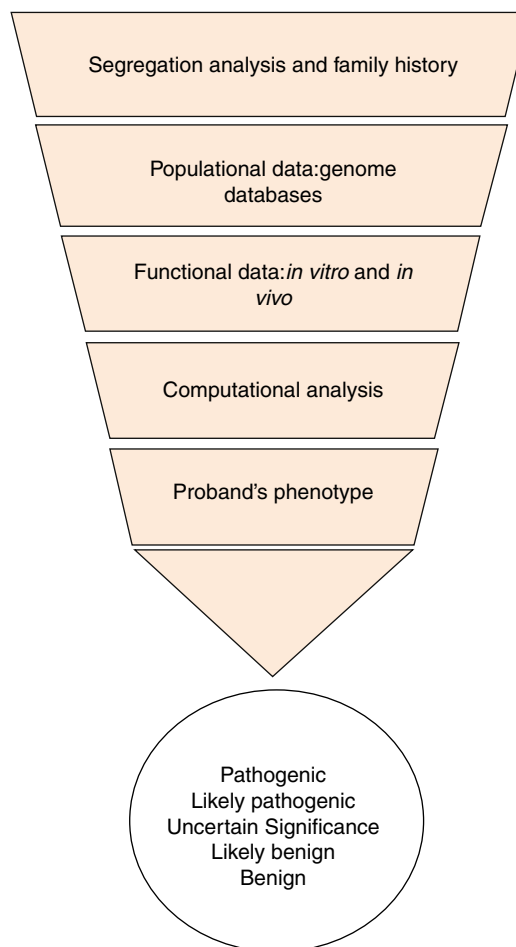 Segregation analysis and family history
Populational data:genome
databases
Functional data:in vitro and in
vivo
Computational analysis
Proband's phenotype
Pathogenic
Likely pathogenic
Uncertain Significance
Likely benign
Benign